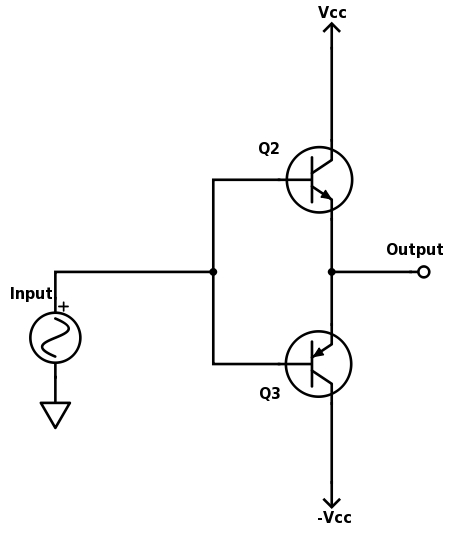 Vcc
Q2
Output
Input
+
Q3
-Vcc